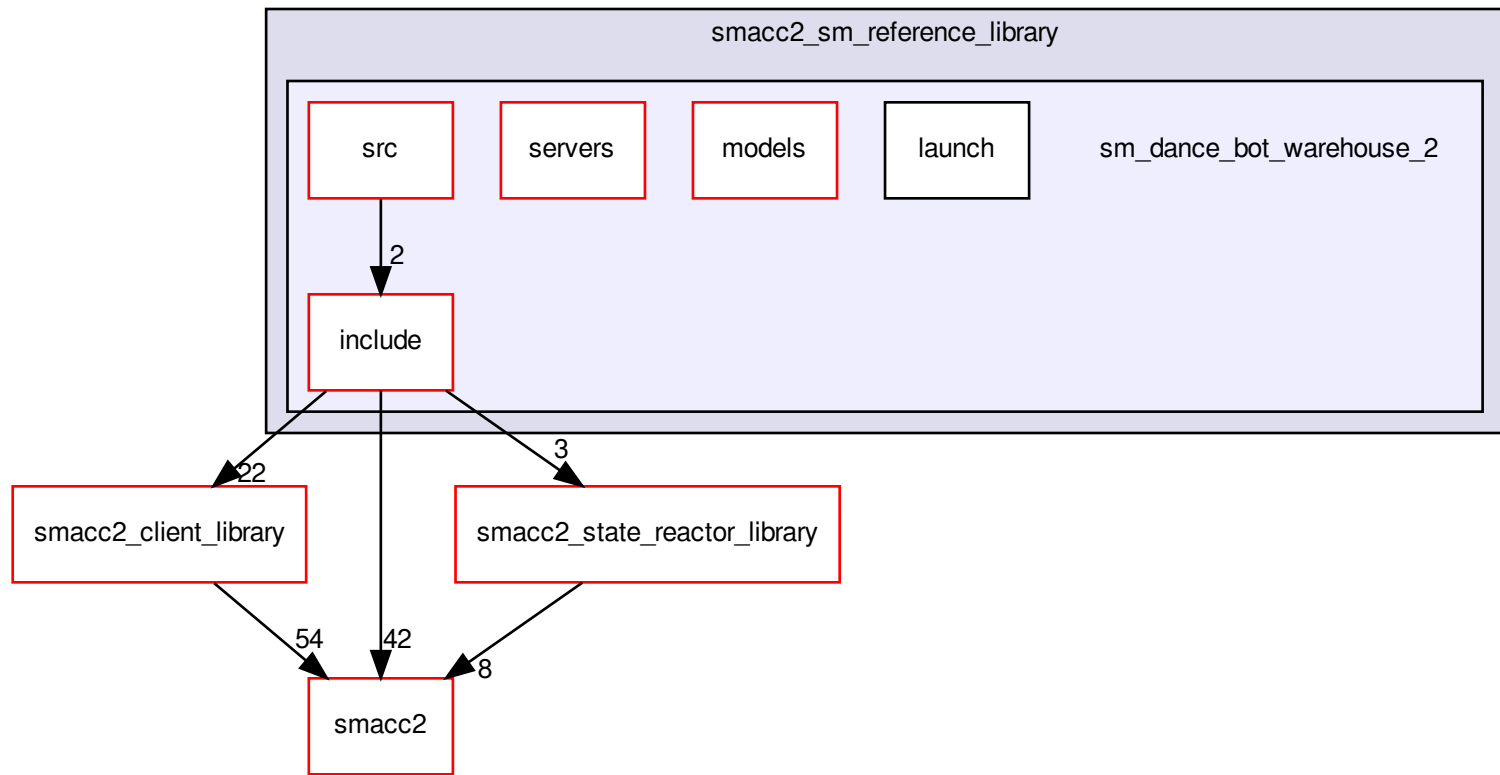 smacc2_sm_reference_library
src
servers
models
launch
sm_dance_bot_warehouse_2
2
include
22
3
smacc2_client_library
smacc2_state_reactor_library
54
42
8
smacc2